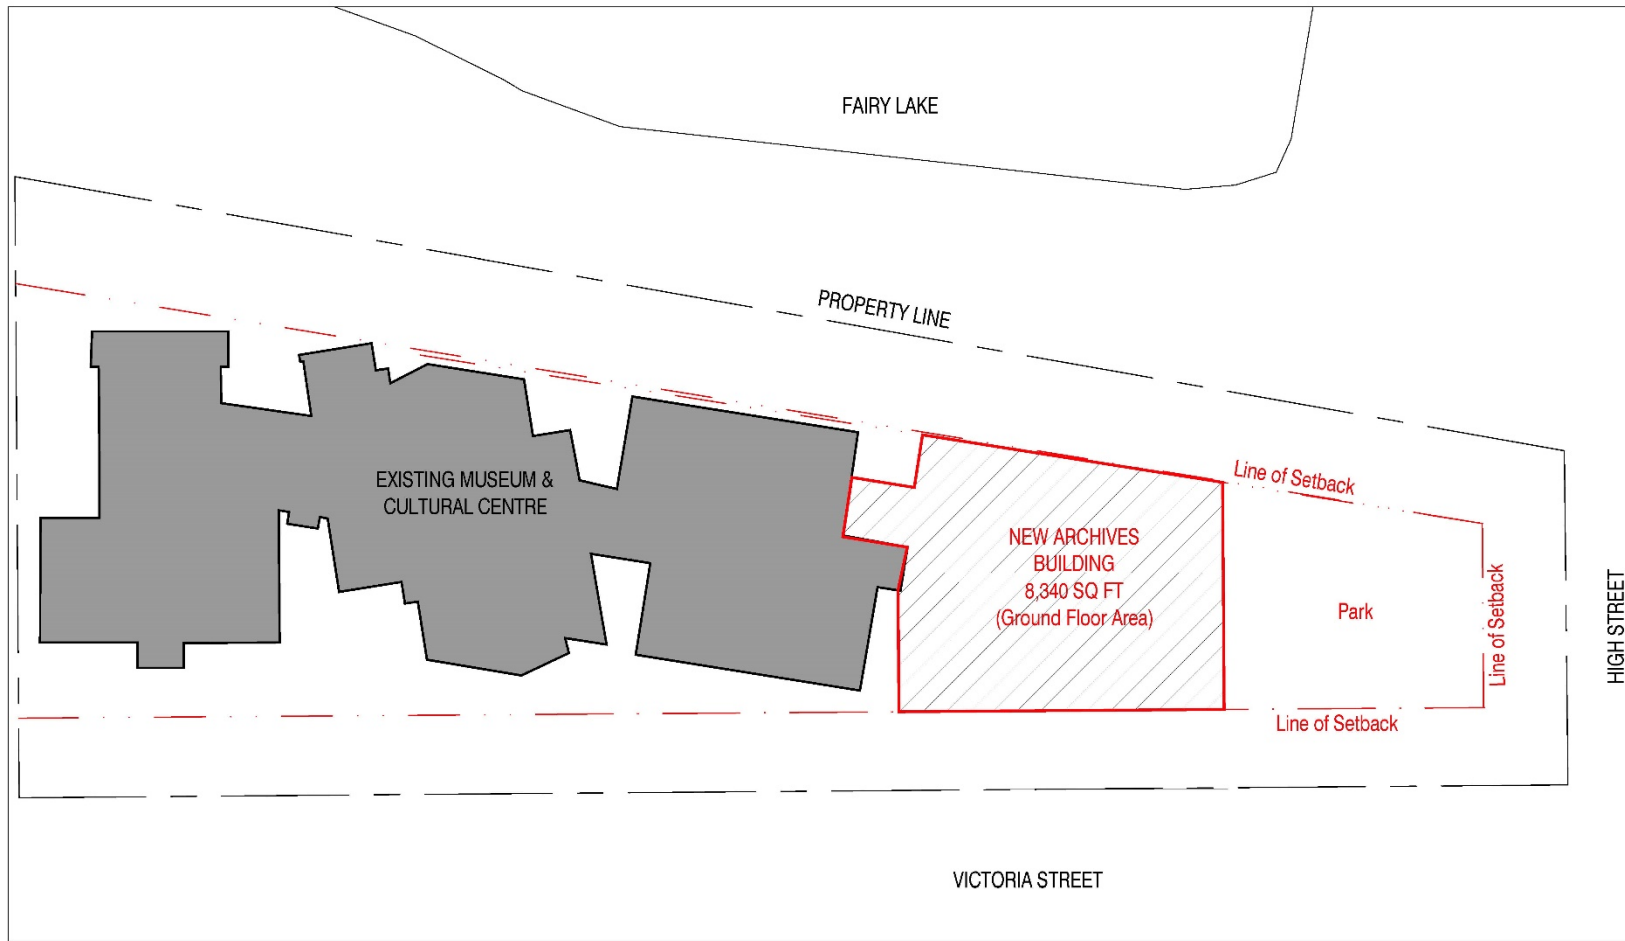 FAIRY LAKE
PROPERTY LINE
EXISTING MUSEUM &
CULTURAL CENTRE
Line of Setback
NEW ARCHIVES
BUILDING
8,340 SQ FT
(Ground Floor Area)
Park
Line of Setback
HIGH STREET
Line of Setback
VICTORIA STREET